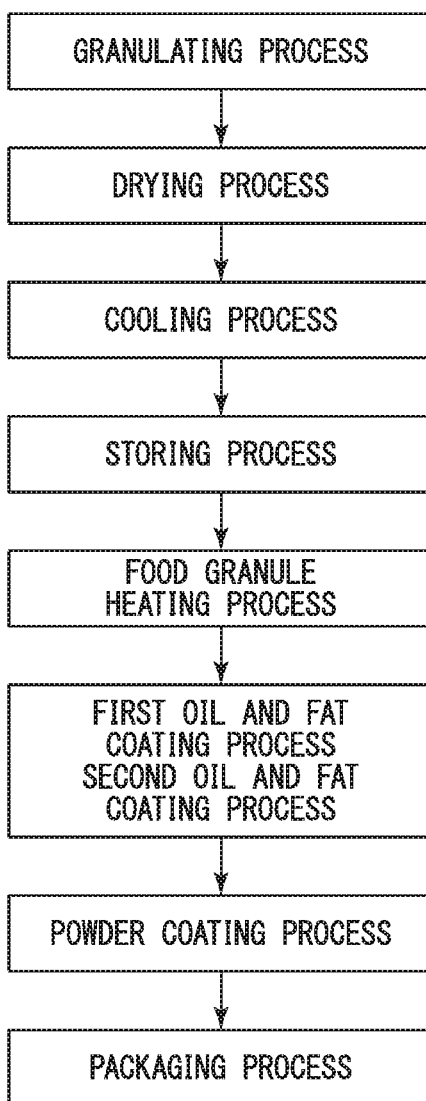 GRANULATING PROCESS
DRYING PROCESS
COOLING PROCESS
STORING PROCESS
FOOD GRANULE
HEATING PROCESS
FIRST OIL AND FAT
COATING PROCESS
SECOND OIL AND FAT
COATING PROCESS
POWDER COATING PROCESS
PACKAGING PROCESS